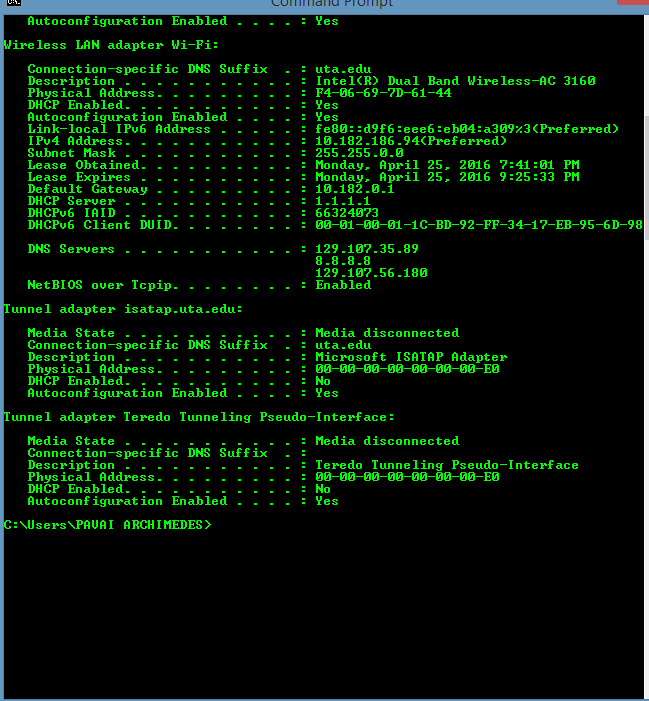 Command Prompt
Autoconfiguration Enabled . . . . : Yes
Wireless LAN adapter Wi-Fi:
Connection-specific DNS Suffix  . : uta.edu
Description . . . . . . . . . . . : Intel(R) Dual Band Wireless-AC 3160
Physical Address. . . . . . . . . : F4-06-69-7D-61-44
DHCP Enabled. . . . . . . . . . . : Yes
Autoconfiguration Enabled . . . . : Yes
Link-local IPv6 Address . . . . . : fe80::d9f6:eee6:eb04:a309%3(Preferred)
IPv4 Address. . . . . . . . . . . : 10.182.186.94(Preferred)
Subnet Mask . . . . . . . . . . . : 255.255.0.0
Lease Obtained. . . . . . . . . . : Monday, April 25, 2016 7:41:01 PM
Lease Expires . . . . . . . . . . : Monday, April 25, 2016 9:25:33 PM
Default Gateway . . . . . . . . . : 10.182.0.1
DHCP Server . . . . . . . . . . . : 1.1.1.1
DHCPv6 IAID . . . . . . . . . . . : 66324073
DHCPv6 Client DUID. . . . . . . . : 00-01-00-01-1C-BD-92-FF-34-17-EB-95-6D-98
DNS Servers . . . . . . . . . . . : 129.107.35.89
8.8.8.8
129.107.56.180
NetBIOS over Tcpip. . . . . . . . : Enabled
Tunnel adapter isatap.uta.edu:
Media State . . . . . . . . . . . : Media disconnected
Connection-specific DNS Suffix  . : uta.edu
Description . . . . . . . . . . . : Microsoft ISATAP Adapter
Physical Address. . . . . . . . . : 00-00-00-00-00-00-00-E0
DHCP Enabled. . . . . . . . . . . : No
Autoconfiguration Enabled . . . . : Yes
Tunnel adapter Teredo Tunneling Pseudo-Interface:
Media State . . . . . . . . . . . : Media disconnected
Connection-specific DNS Suffix  . :
Description . . . . . . . . . . . : Teredo Tunneling Pseudo-Interface
Physical Address. . . . . . . . . : 00-00-00-00-00-00-00-E0
DHCP Enabled. . . . . . . . . . . : No
Autoconfiguration Enabled . . . . : Yes
C:\Users\PAVAI ARCHIMEDES>